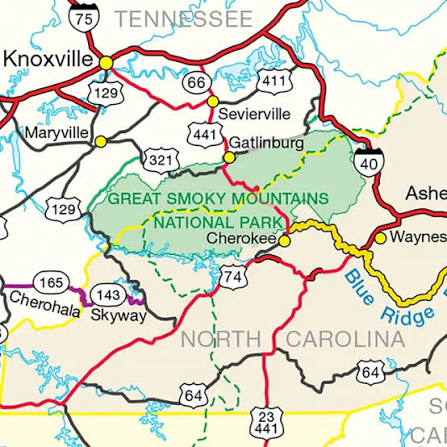 75
TENNESSEE
Knoxville
66
411
129
Sevierville
Maryville
441
Gatlinburg
321
40
GREAT SMOKY MOUNTAINS
NATIONAL PARK
Ashe
129
Cherokee
Waynes
74
165
143
Cherohala
Skyway
Blue Ridge
NORTH CAROLINA
64
64
23
441
S
CA